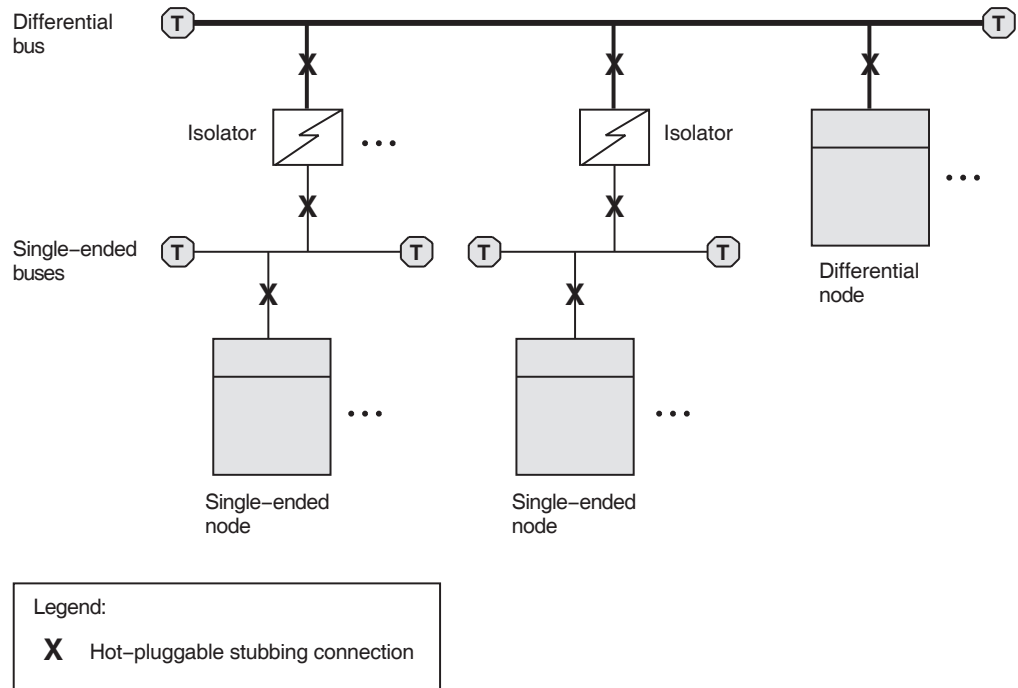 Differential
bus
T
T
X
X
X
Isolator
...
Isolator
...
X
X
Single–ended
buses
T
T
T
T
X
X
Differential
node
...
...
Single–ended
node
Single–ended
node
Legend:
X Hot–pluggable stubbing connection